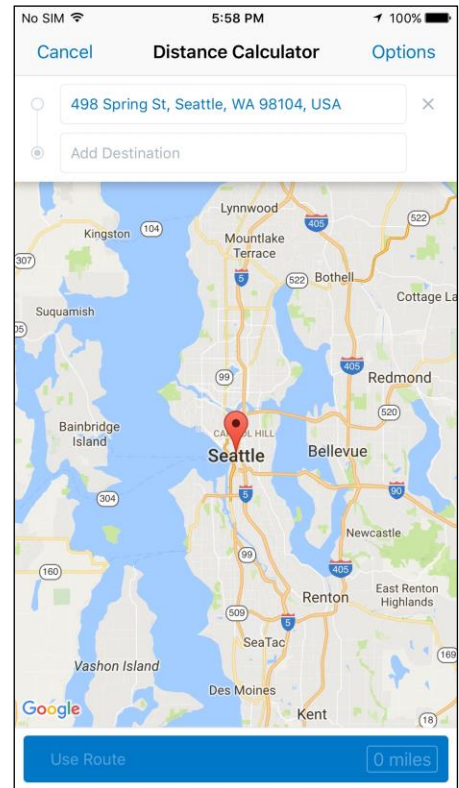 No SIM 5:58 PM 100%
Cancel Distance Calculator Options
498 Spring St, Seattle, WA 98104, USA
Add Destination
Lynnwood
405
522
Kingston 104
Mountlake
Terrace
307
5
522 Bothell
Cottage La
Suquamish
05
99
405
Redmond
520
Bainbridge
Island
CAPITOL HILL
Seattle
Bellevue
90
304
5
Newcastle
99
160
405
Renton
East Renton
Highlands
509
5
SeaTac
169
Vashon Island
Des Moines
Google
Kent
18
Use Route 0 miles